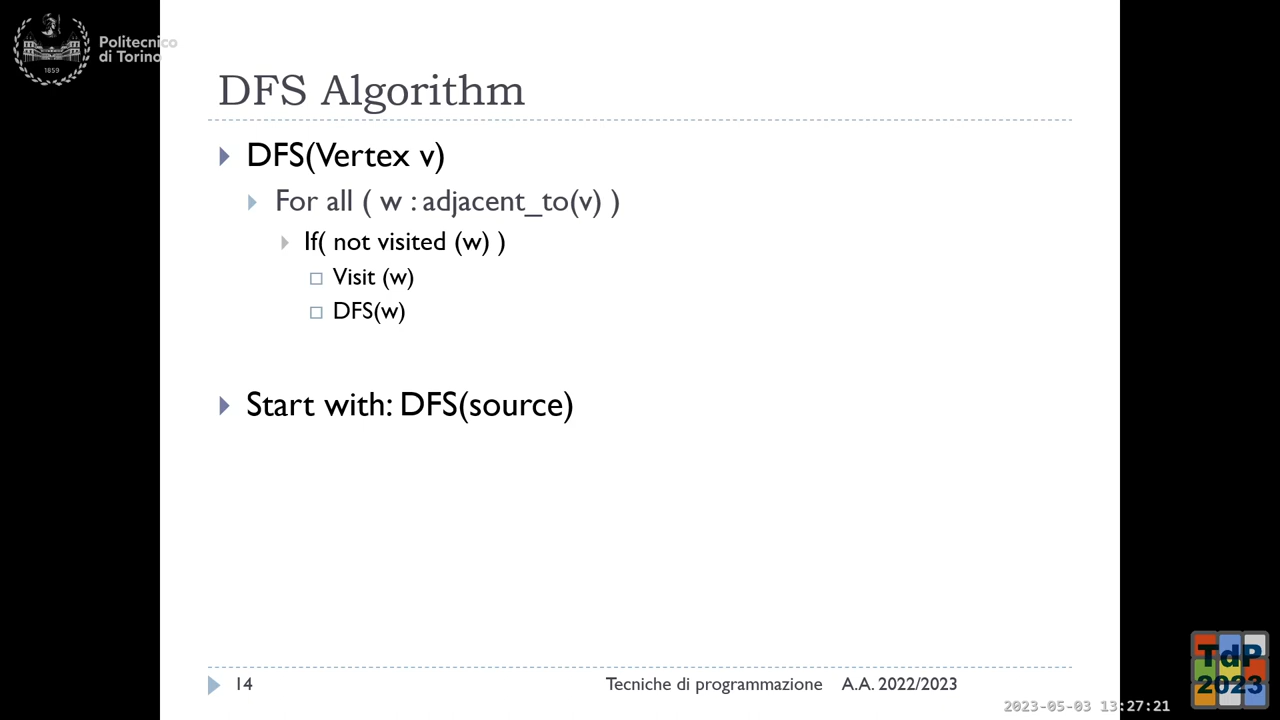 Politecnico
di Torino
1859
DFS Algorithm
DFS(Vertex v)
For all ( w : adjacent_to(v) )
If( not visited (w) )
Visit (w)
DFS(w)
Start with: DFS(source)
14
Tecniche di programmazione A.A. 2022/2023
2023-05-03 13:27:21
TdP
2023